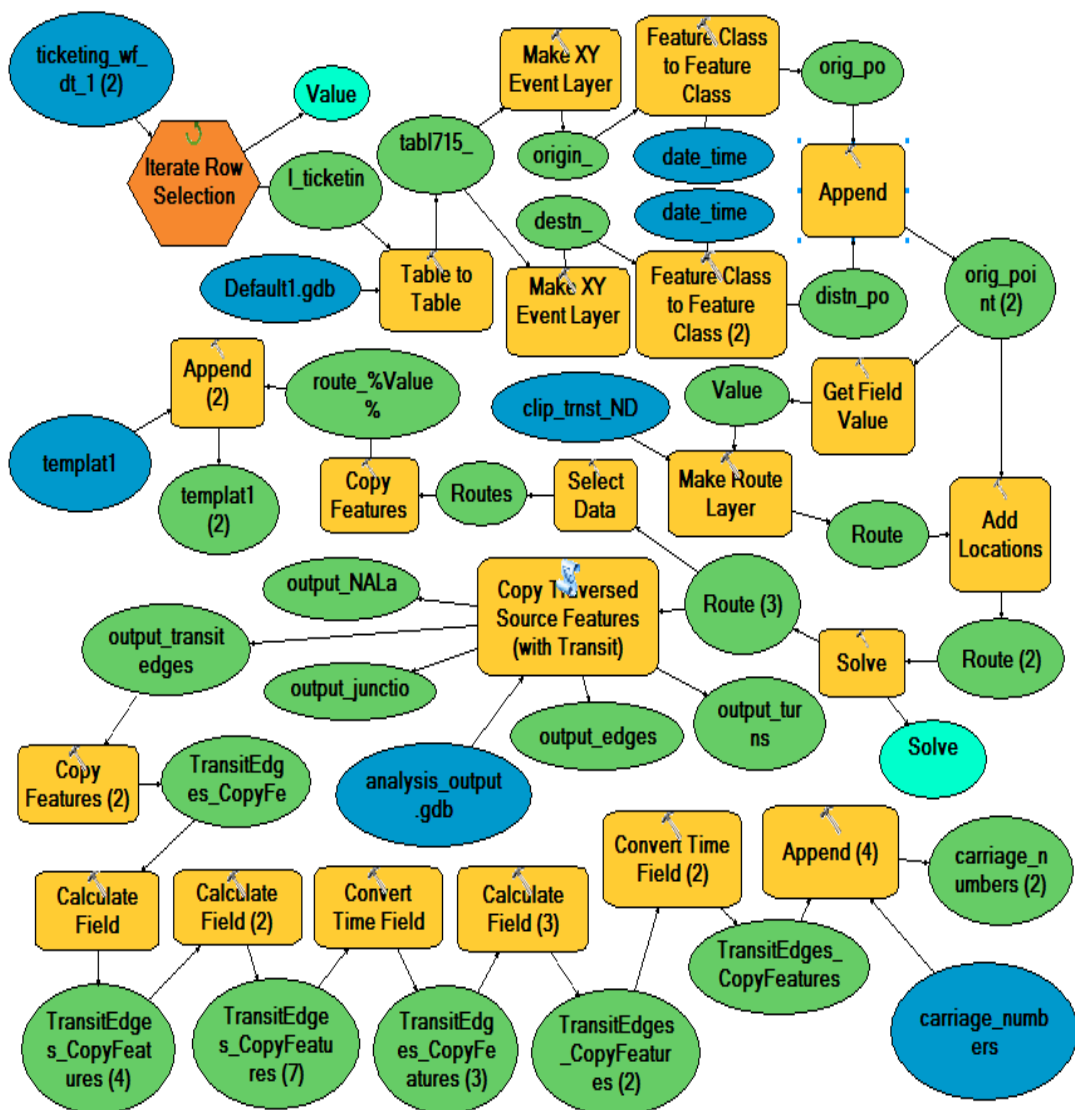 ticketing_wf_
dt_1 (2)
Value
Iterate Row
Selection
I_ticketin
Default1.gdb
Table to
Table
tabl715_
Make XY
Event Layer
Feature Class
to Feature
Class
orig_po
origin_
date_time
destn_
date_time
Append
Make XY
Event Layer
Feature Class
to Feature
Class (2)
distn_po
orig_poi
nt (2)
Append
(2)
route_%Value
%
clip_trnst_ND
Value
Get Field
Value
templat1
templat1
(2)
Copy
Features
Routes
Select
Data
Make Route
Layer
Route
Add
Locations
output_NALa
Copy Traversed
Source Features
(with Transit)
Route (3)
Solve
Route (2)
output_transit
edges
output_junctio
output_edges
output_tur
ns
Solve
Copy
Features (2)
TransitEdg
es_CopyFe
analysis_output
.gdb
Convert Time
Field (2)
Append (4)
carriage_n
umbers (2)
Calculate
Field
Calculate
Field (2)
Convert
Time Field
Calculate
Field (3)
TransitEdges_
CopyFeatures
TransitEdge
s_CopyFeat
ures (4)
TransitEdg
es_CopyFeatu
res (7)
TransitEdg
es_CopyFe
atures (3)
TransitEdges
_CopyFeatur
es (2)
carriage_numb
ers